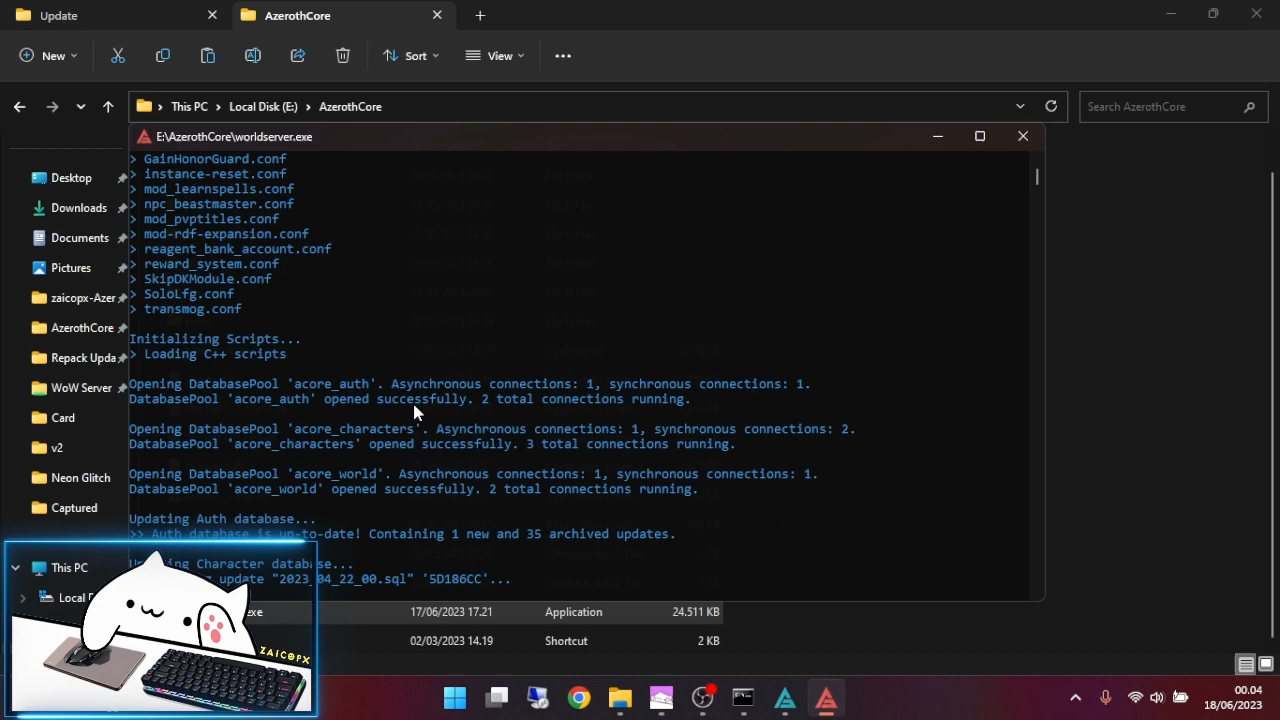 Update
AzerothCore
New
Sort
View
This PC
Local Disk (E:)
AzerothCore
Search AzerothCore
E:\AzerothCore\worldserver.exe
Desktop
Downloads
Documents
Pictures
zaicopx-Azer
AzerothCore
Repack Upda
WoW Server
Card
v2
Neon Glitch
Captured
This PC
Local
> GainHonorGuard.conf
> instance-reset.conf
> mod_learnspells.conf
> npc_beastmaster.conf
> mod_pvptitles.conf
> mod-rdf-expansion.conf
> reagent_bank_account.conf
> reward_system.conf
> SkipDKModule.conf
> SoloLfg.conf
> transmog.conf
Initializing Scripts...
> Loading C++ scripts
Opening DatabasePool 'acore_auth'. Asynchronous connections: 1, synchronous connections: 1.
DatabasePool 'acore_auth' opened successfully. 2 total connections running.
Opening DatabasePool 'acore_characters'. Asynchronous connections: 1, synchronous connections: 2.
DatabasePool 'acore_characters' opened successfully. 3 total connections running.
Opening DatabasePool 'acore_world'. Asynchronous connections: 1, synchronous connections: 1.
DatabasePool 'acore_world' opened successfully. 2 total connections running.
Updating Auth database...
>> Auth database is up-to-date! Containing 1 new and 35 archived updates.
Character database...
update "2023_04_22_00.sql" '5D186CC'...
exe 17/06/2023 17.21 Application 24.511 KB
02/03/2023 14.19 Shortcut 2 KB
ZAICOPX
00.04
18/06/2023